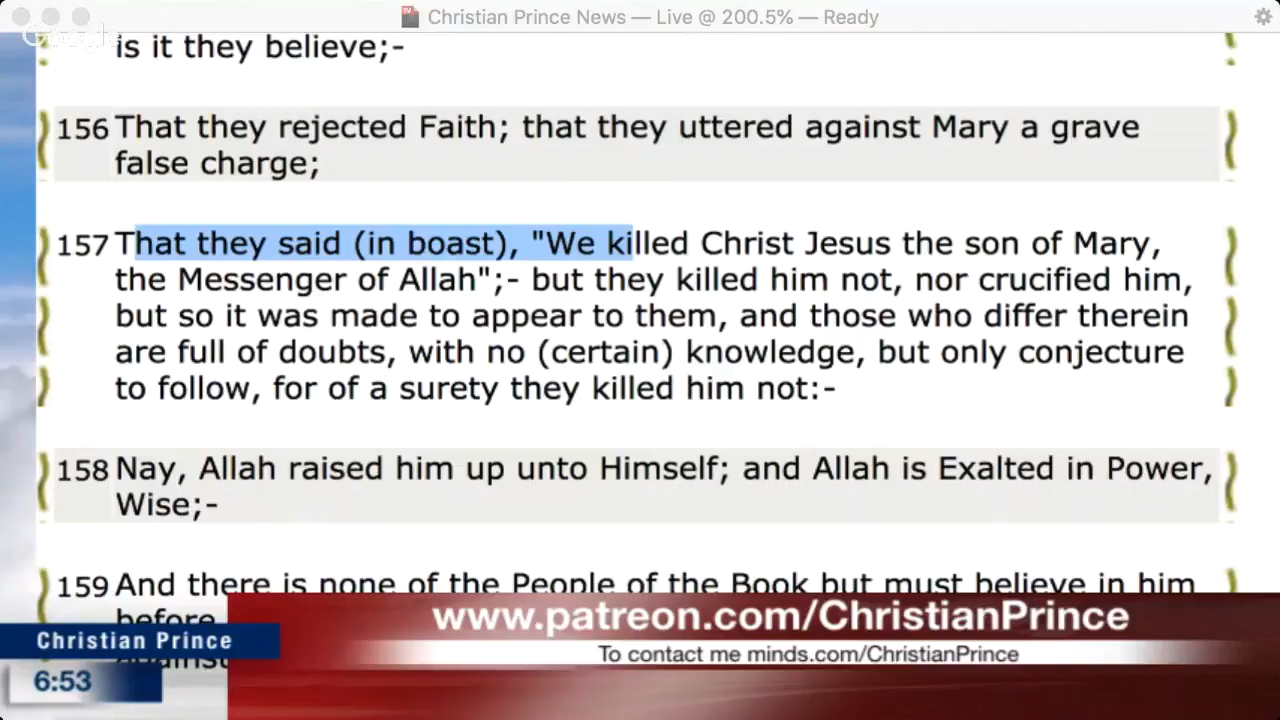 Christian Prince News — Live @ 200.5% — Ready
Google
is it they believe;-
156 That they rejected Faith; that they uttered against Mary a grave
false charge;
157 That they said (in boast), "We killed Christ Jesus the son of Mary,
the Messenger of Allah";- but they killed him not, nor crucified him,
but so it was made to appear to them, and those who differ therein
are full of doubts, with no (certain) knowledge, but only conjecture
to follow, for of a surety they killed him not:-
158 Nay, Allah raised him up unto Himself; and Allah is Exalted in Power,
Wise;-
159 And there is none of the People of the Book but must believe in him
before
against
www.patreon.com/ChristianPrince
To contact me minds.com/ChristianPrince
Christian Prince
6:53